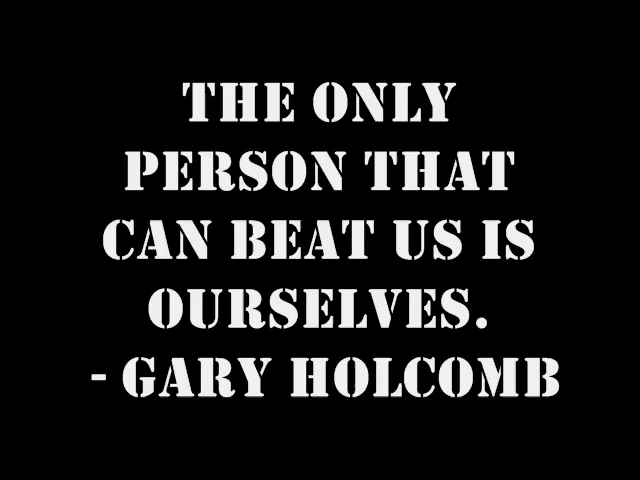 THE ONLY
PERSON THAT
CAN BEAT US IS
OURSELVES.
- GARY HOLCOMB